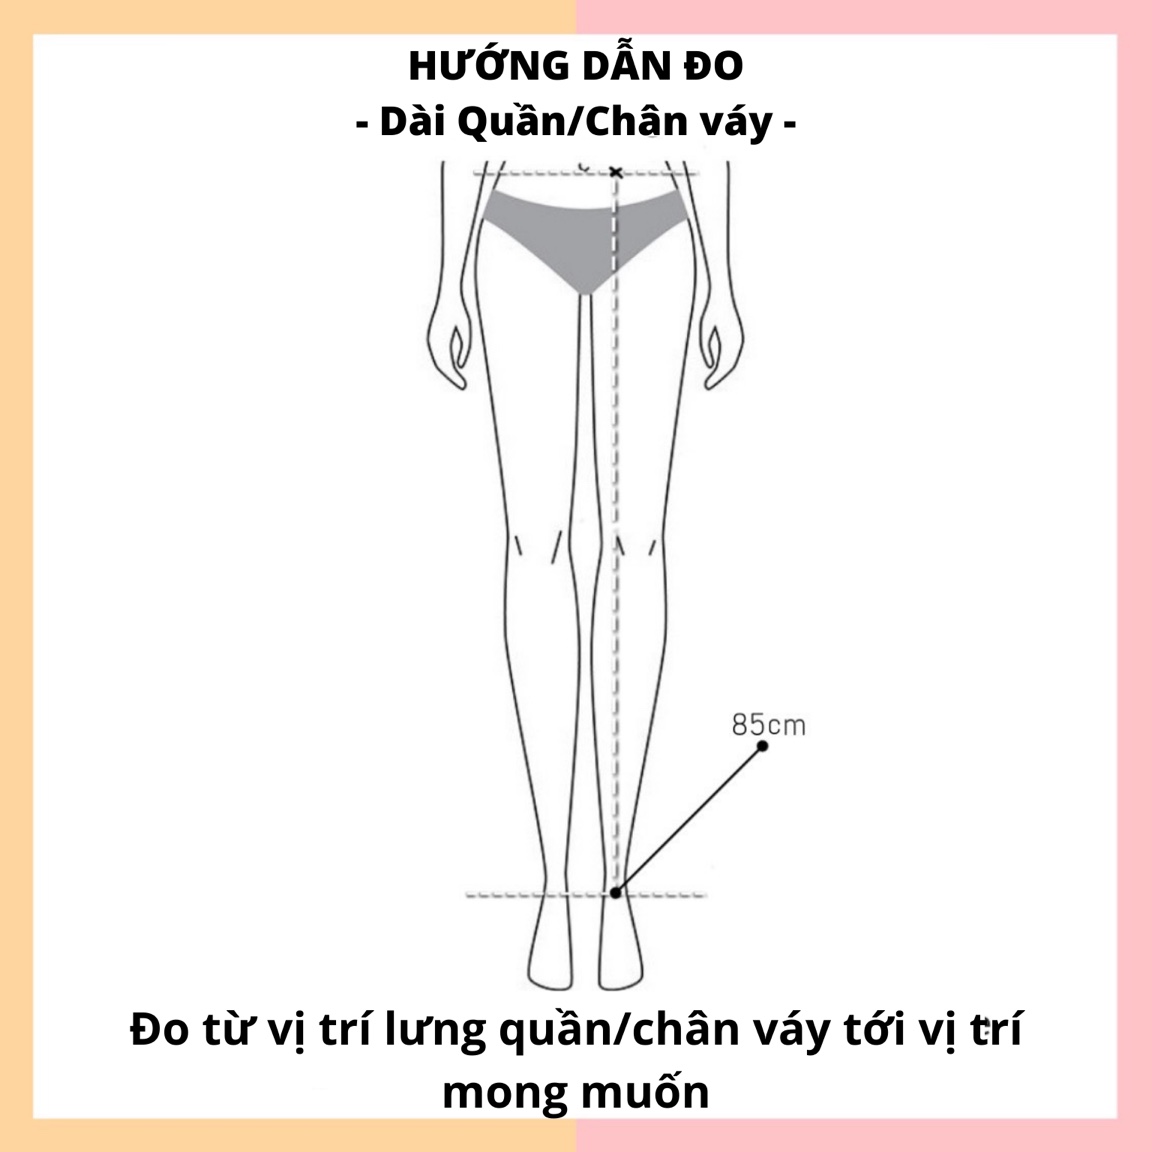 HƯỚNG DẪN ĐO
- Dài Quần/Chân váy -
85cm
Đo từ vị trí lưng quần/chân váy tới vị trí
mong muốn